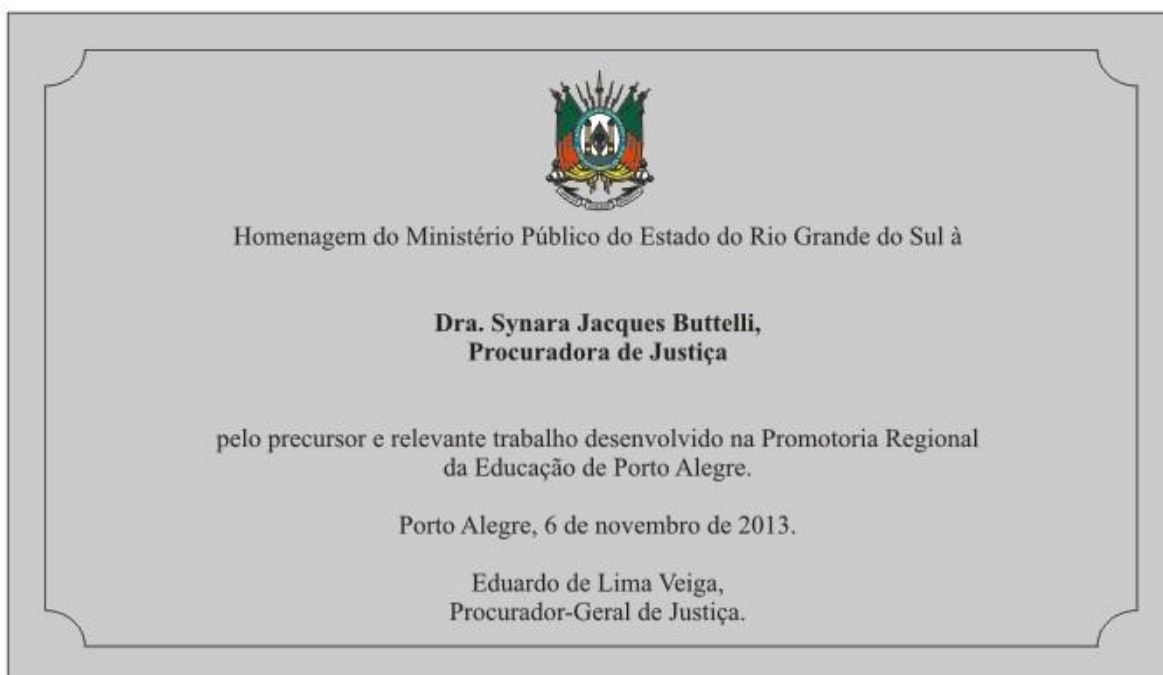 Homenagem do Ministério Público do Estado do Rio Grande do Sul à
Dra. Synara Jacques Buttelli,
Procuradora de Justiça
pelo precursor e relevante trabalho desenvolvido na Promotoria Regional
da Educação de Porto Alegre.
Porto Alegre, 6 de novembro de 2013.
Eduardo de Lima Veiga,
Procurador-Geral de Justiça.